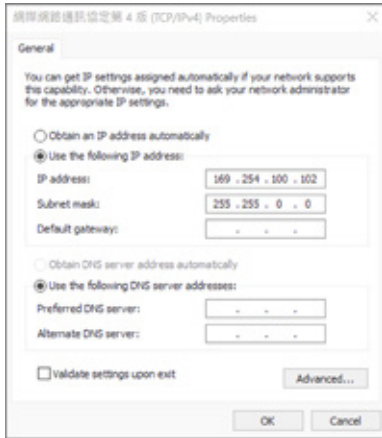 網際網路通訊協定第 4 版 (TCP/IPv4) Properties
General
You can get IP settings assigned automatically if your network supports
this capability. Otherwise, you need to ask your network administrator
for the appropriate IP settings.
Obtain an IP address automatically
Use the following IP address:
IP address: 169 . 254 . 100 . 102
Subnet mask: 255 . 255 . 0 . 0
Default gateway: . . .
Obtain DNS server address automatically
Use the following DNS server addresses:
Preferred DNS server: . . .
Alternate DNS server: . . .
Validate settings upon exit
Advanced...
OK Cancel